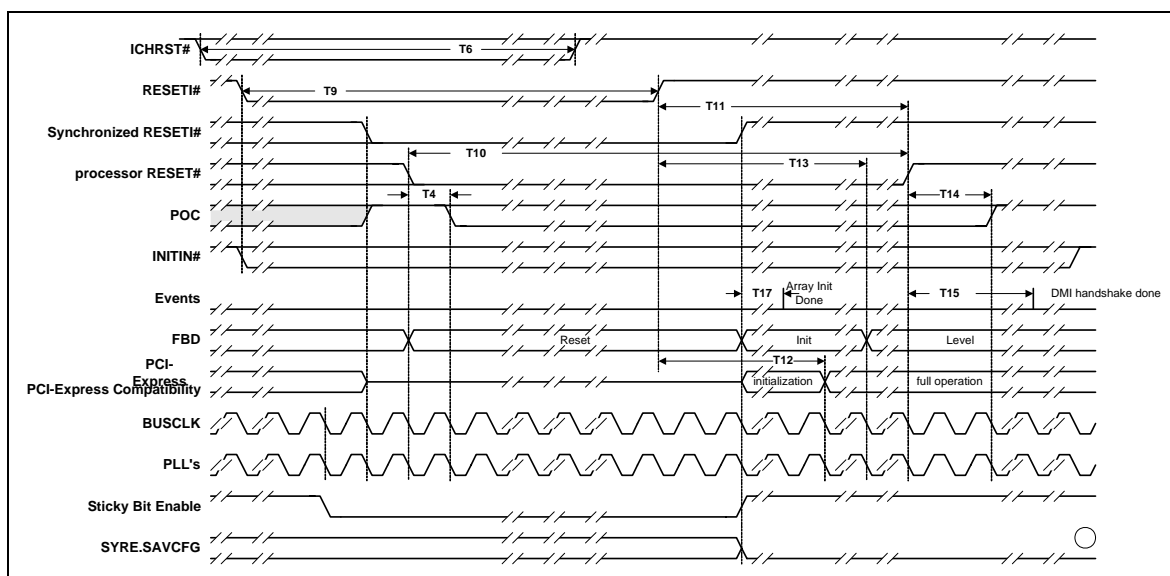 ICHRST#
T6
RESETI#
T9
T11
Synchronized RESETI#
T10
processor RESET#
T13
T4
T14
POC
INITIN#
Events
T17
Array Init
Done
T15
DMI handshake done
FBD
Reset
Init
Level
T12
PCI-
Express
PCI-Express Compatibility
initialization
full operation
BUSCLK
PLL's
Sticky Bit Enable
SYRE.SAVCFG